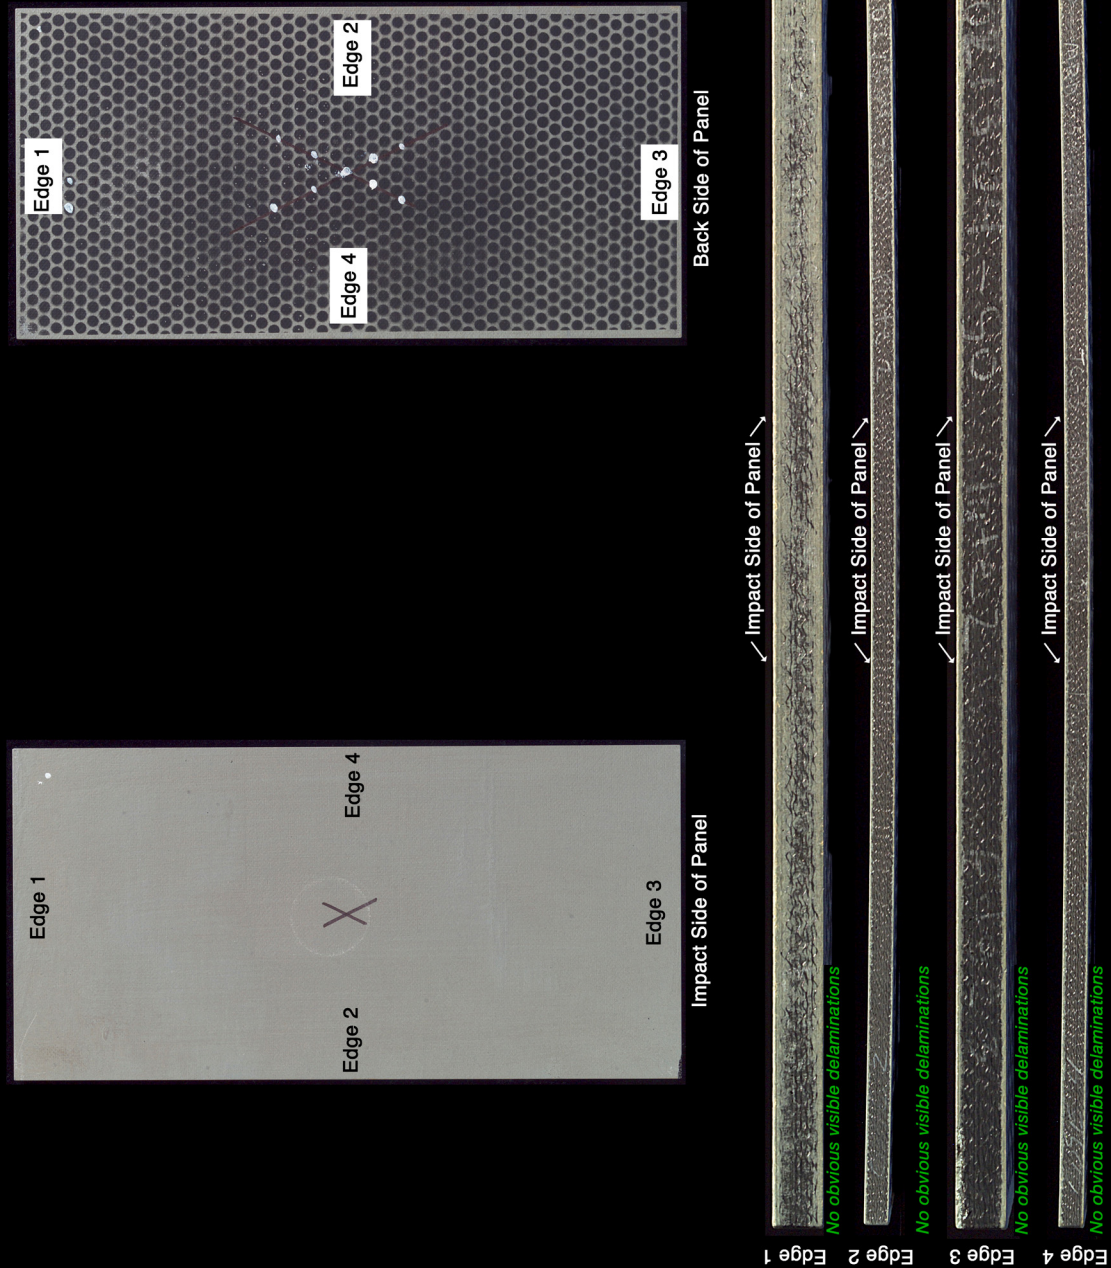 Edge 1
Edge 2
Edge 4
Edge 3
Impact Side of Panel
Edge 1
Edge 4
Edge 2
Edge 3
Back Side of Panel
Impact Side of Panel
Edge 1
No obvious visible delaminations
Impact Side of Panel
Edge 2
No obvious visible delaminations
Impact Side of Panel
Edge 3
No obvious visible delaminations
Impact Side of Panel
Edge 4
No obvious visible delaminations